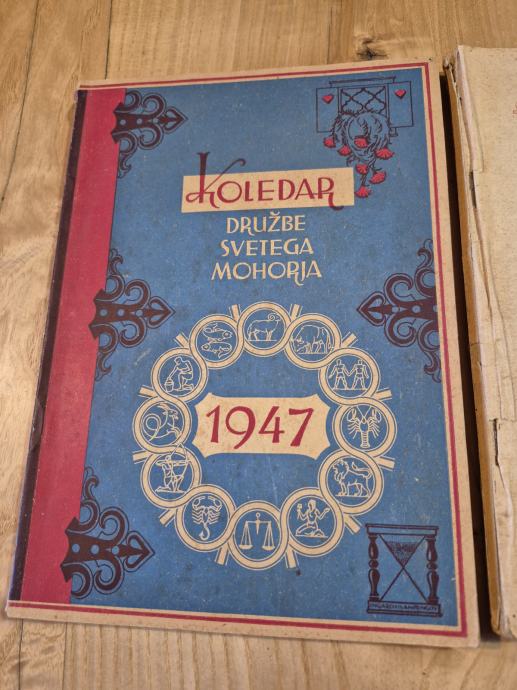 KOLEDAR
DRUŽBE
SVETEGA
MOHORJA
1947